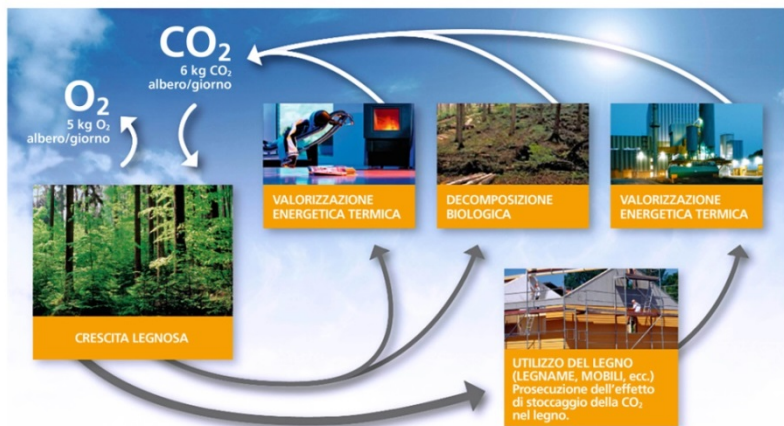 CO₂
6 kg CO₂
albero/giorno
O₂
5 kg O₂
albero/giorno
VALORIZZAZIONE
ENERGETICA TERMICA
DECOMPOSIZIONE
BIOLOGICA
VALORIZZAZIONE
ENERGETICA TERMICA
CRESCITA LEGNOSA
UTILIZZO DEL LEGNO
(LEGNAME, MOBILI, ecc.)
Prosecuzione dell'effetto
di stoccaggio della CO₂
nel legno.